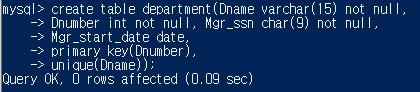 mysql> create table department(Dname varchar(15) not null,
    -> Dnumber int not null, Mgr_ssn char(9) not null,
    -> Mgr_start_date date,
    -> primary key(Dnumber),
    -> unique(Dname));
Query OK, 0 rows affected (0.09 sec)